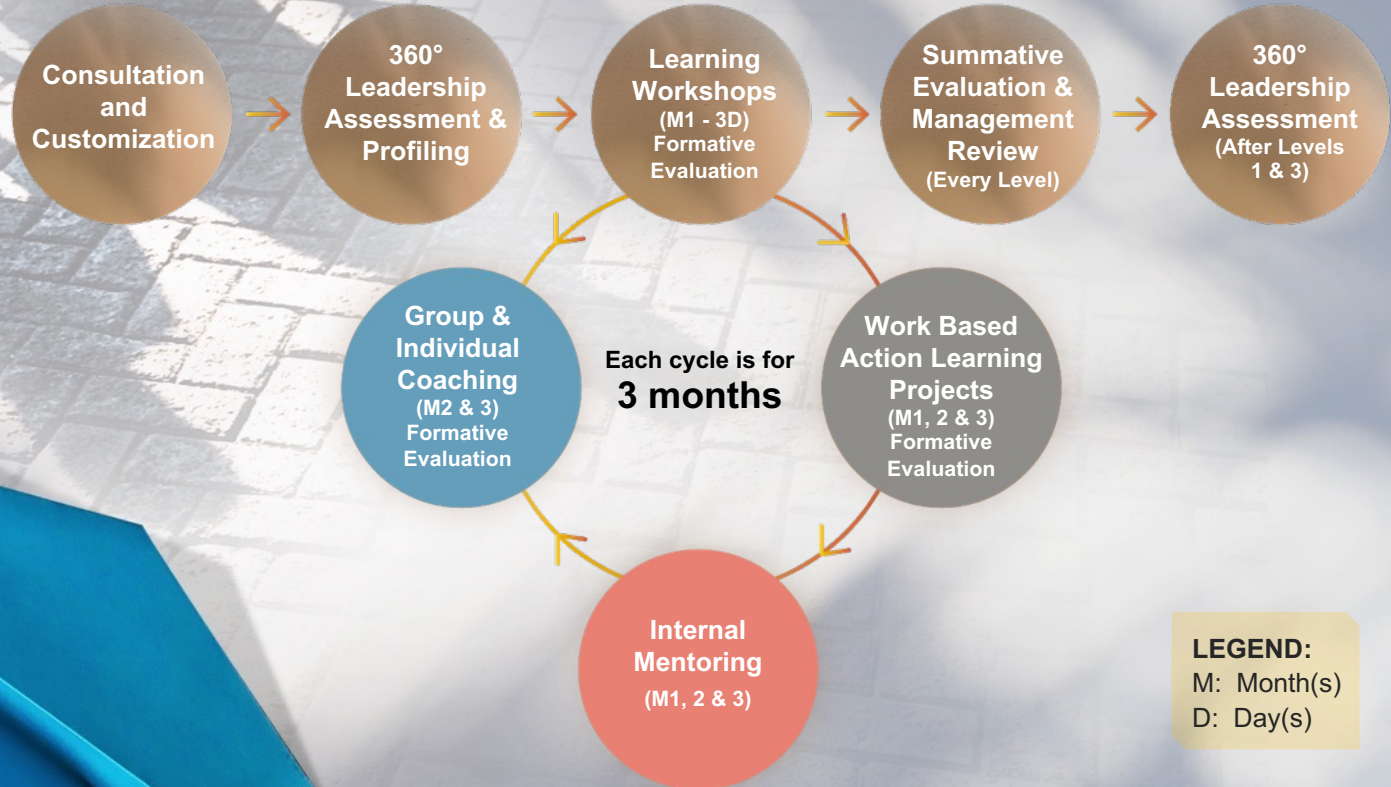 Consultation
and
Customization
360°
Leadership
Assessment &
Profiling
Learning
Workshops
(M1 - 3D)
Formative
Evaluation
Summative
Evaluation &
Management
Review
(Every Level)
360°
Leadership
Assessment
(After Levels
1 & 3)
Group &
Individual
Coaching
(M2 & 3)
Formative
Evaluation
Each cycle is for
3 months
Work Based
Action Learning
Projects
(M1, 2 & 3)
Formative
Evaluation
Internal
Mentoring
(M1, 2 & 3)
LEGEND:
M: Month(s)
D: Day(s)